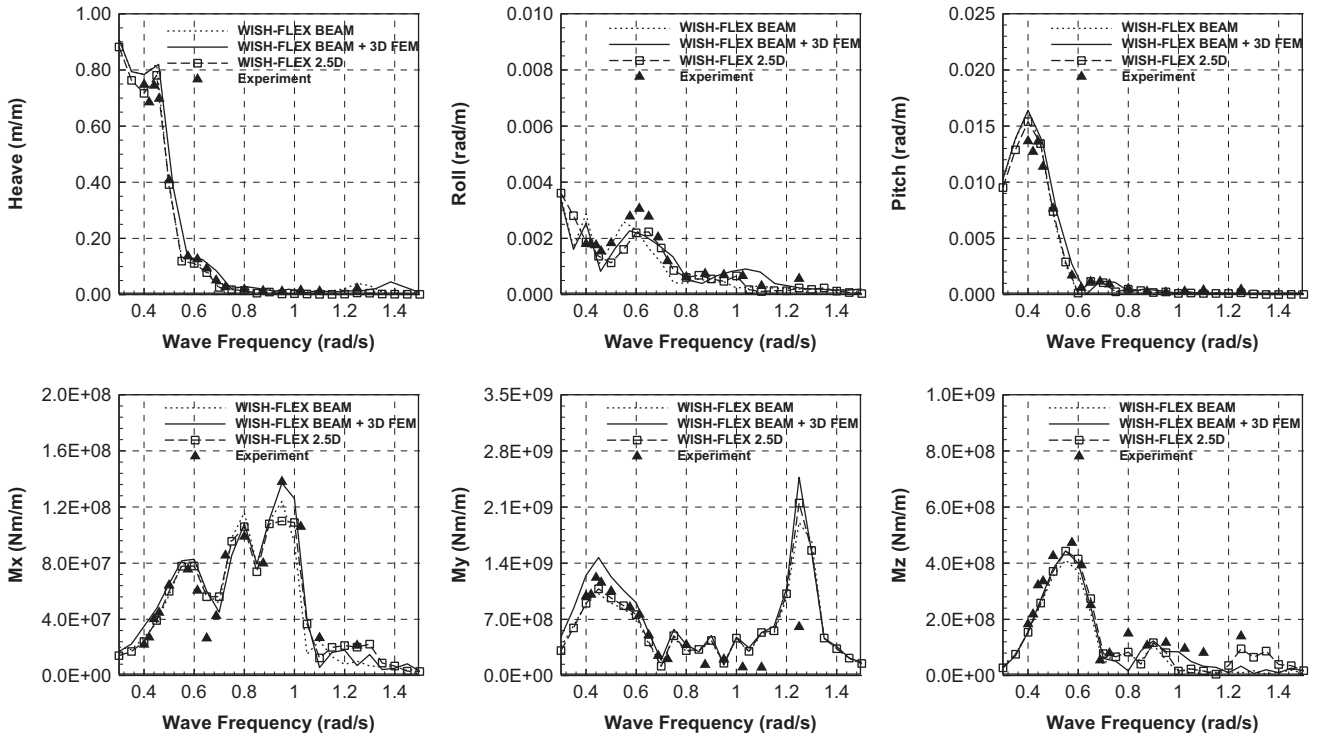 WISH-FLEX BEAM
WISH-FLEX BEAM + 3D FEM
WISH-FLEX 2.5D
Experiment
Heave (m/m)
1.00
0.80
0.60
0.40
0.20
0.00
0.4 0.6 0.8 1 1.2 1.4
Wave Frequency (rad/s)
WISH-FLEX BEAM
WISH-FLEX BEAM + 3D FEM
WISH-FLEX 2.5D
Experiment
Roll (rad/m)
0.010
0.008
0.006
0.004
0.002
0.000
0.4 0.6 0.8 1 1.2 1.4
Wave Frequency (rad/s)
WISH-FLEX BEAM
WISH-FLEX BEAM + 3D FEM
WISH-FLEX 2.5D
Experiment
Pitch (rad/m)
0.025
0.020
0.015
0.010
0.005
0.000
0.4 0.6 0.8 1 1.2 1.4
Wave Frequency (rad/s)
WISH-FLEX BEAM
WISH-FLEX BEAM + 3D FEM
WISH-FLEX 2.5D
Experiment
Mx (Nm/m)
2.0E+08
1.6E+08
1.2E+08
8.0E+07
4.0E+07
0.0E+00
0.4 0.6 0.8 1 1.2 1.4
Wave Frequency (rad/s)
WISH-FLEX BEAM
WISH-FLEX BEAM + 3D FEM
WISH-FLEX 2.5D
Experiment
My (Nm/m)
3.5E+09
2.8E+09
2.1E+09
1.4E+09
7.0E+08
0.0E+00
0.4 0.6 0.8 1 1.2 1.4
Wave Frequency (rad/s)
WISH-FLEX BEAM
WISH-FLEX BEAM + 3D FEM
WISH-FLEX 2.5D
Experiment
Mz (Nm/m)
1.0E+09
8.0E+08
6.0E+08
4.0E+08
2.0E+08
0.0E+00
0.4 0.6 0.8 1 1.2 1.4
Wave Frequency (rad/s)